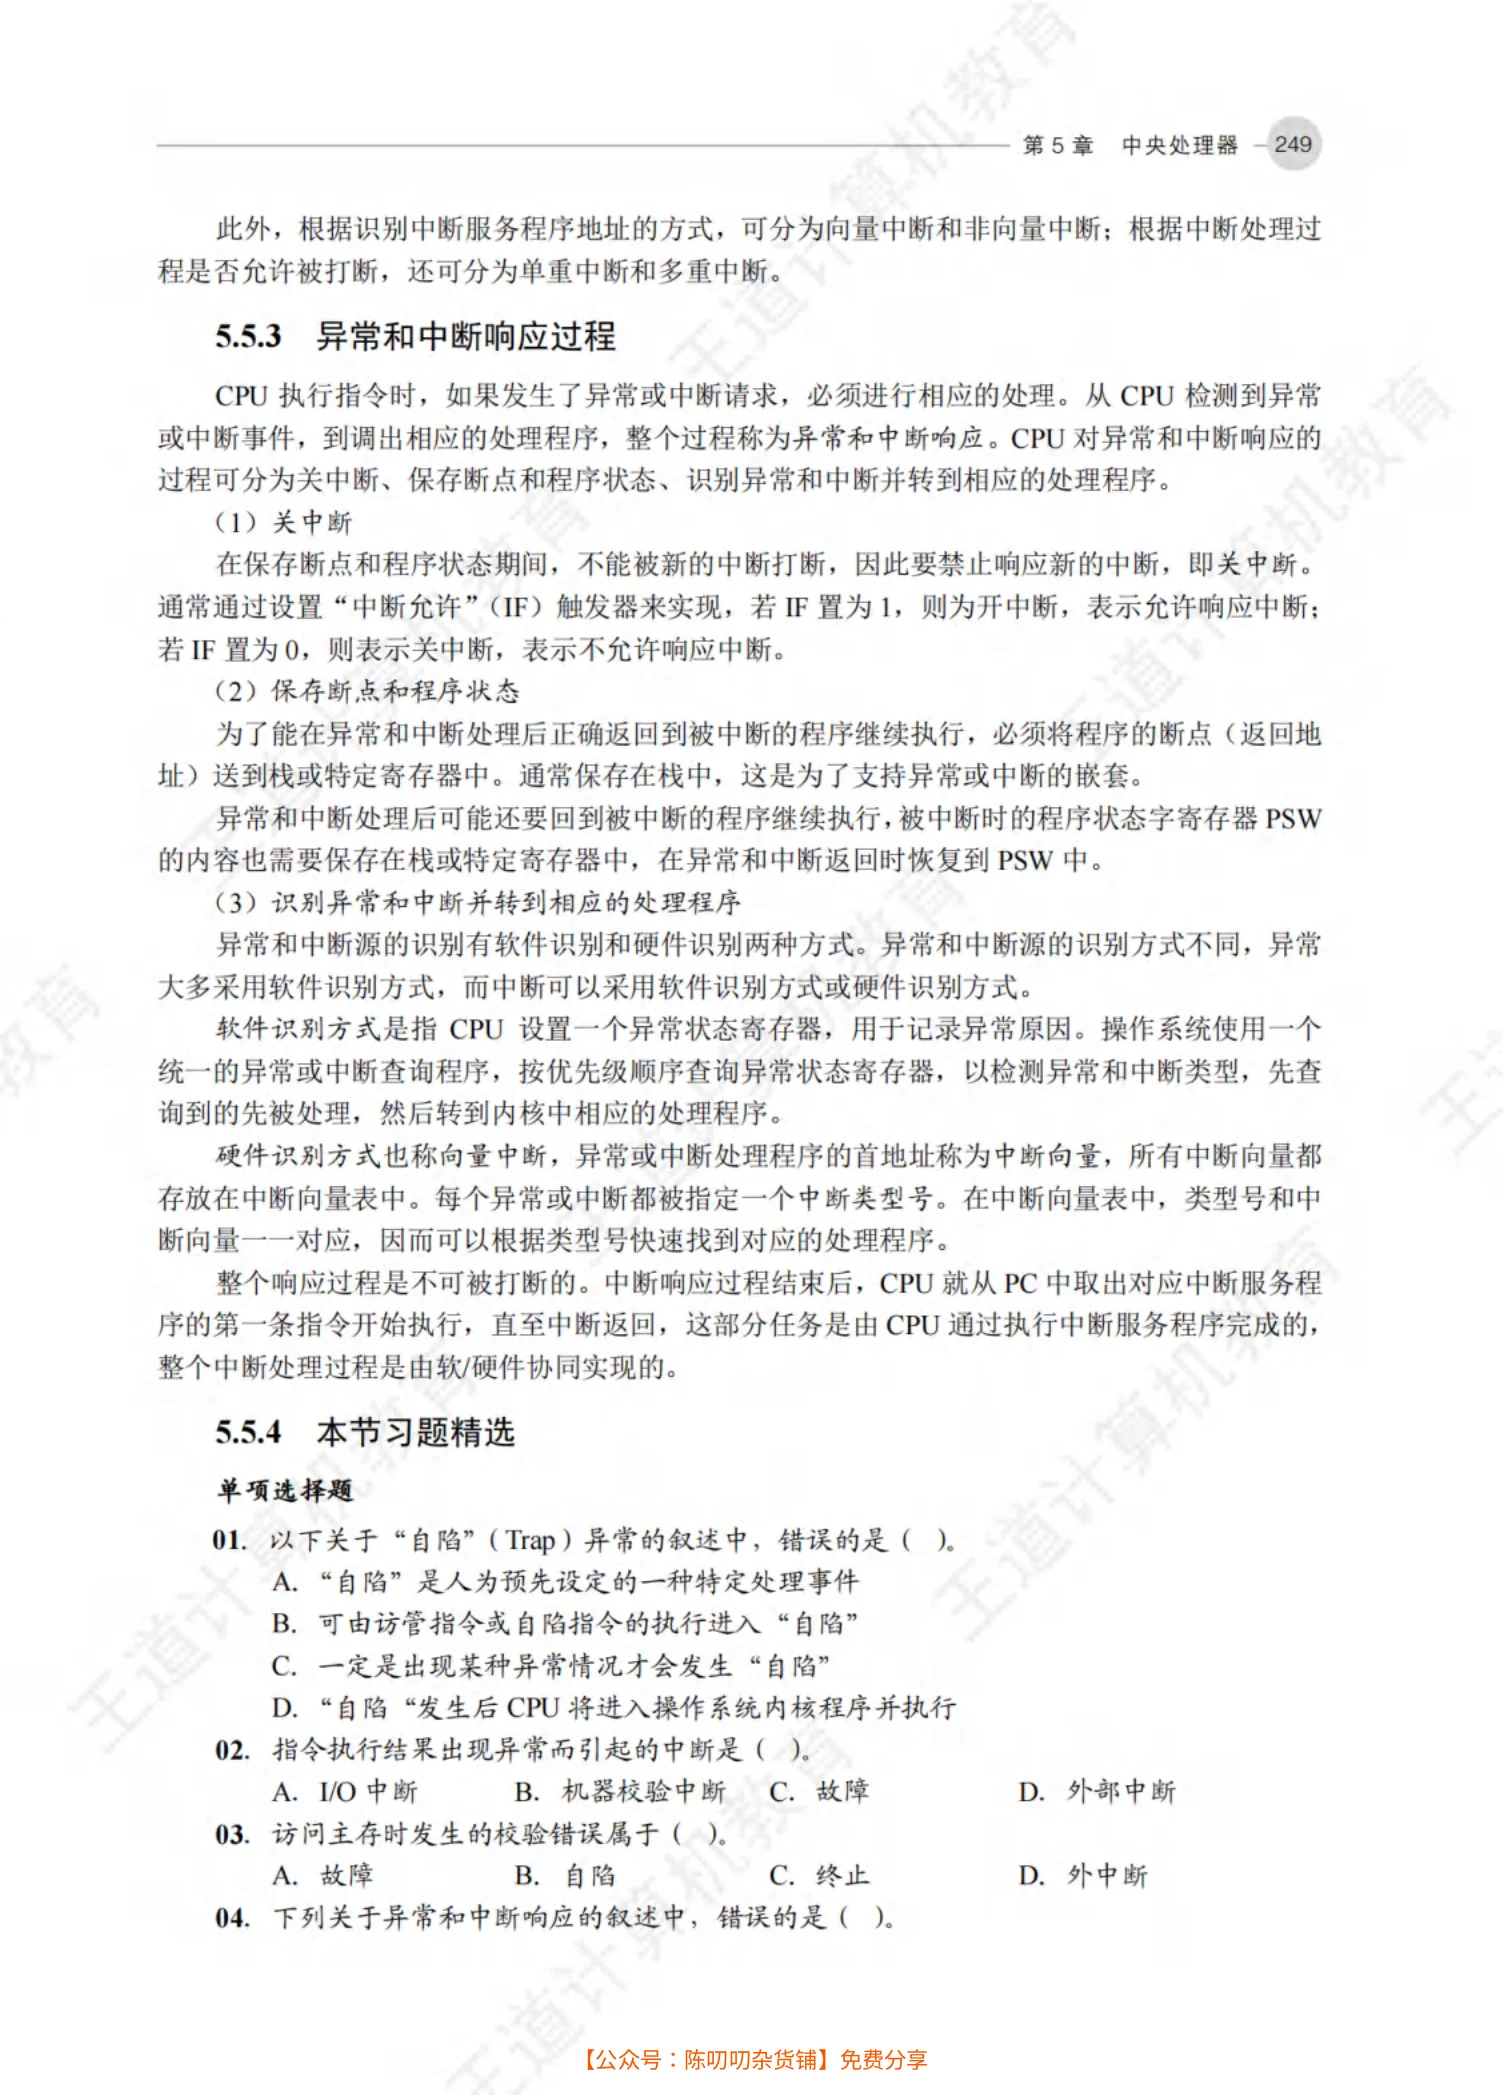 第 5 章 中央处理器 249
此外，根据识别中断服务程序地址的方式，可分为向量中断和非向量中断；根据中断处理过
程是否允许被打断，还可分为单重中断和多重中断。
5.5.3 异常和中断响应过程
CPU 执行指令时，如果发生了异常或中断请求，必须进行相应的处理。从 CPU 检测到异常
或中断事件，到调出相应的处理程序，整个过程称为异常和中断响应。CPU 对异常和中断响应的
过程可分为关中断、保存断点和程序状态、识别异常和中断并转到相应的处理程序。
（1）关中断
在保存断点和程序状态期间，不能被新的中断打断，因此要禁止响应新的中断，即关中断。
通常通过设置“中断允许”（IF）触发器来实现，若 IF 置为 1，则为开中断，表示允许响应中断；
若 IF 置为 0，则表示关中断，表示不允许响应中断。
（2）保存断点和程序状态
为了能在异常和中断处理后正确返回到被中断的程序继续执行，必须将程序的断点（返回地
址）送到栈或特定寄存器中。通常保存在栈中，这是为了支持异常或中断的嵌套。
异常和中断处理后可能还要回到被中断的程序继续执行，被中断时的程序状态字寄存器 PSW
的内容也需要保存在栈或特定寄存器中，在异常和中断返回时恢复到 PSW 中。
（3）识别异常和中断并转到相应的处理程序
异常和中断源的识别有软件识别和硬件识别两种方式。异常和中断源的识别方式不同，异常
大多采用软件识别方式，而中断可以采用软件识别方式或硬件识别方式。
软件识别方式是指 CPU 设置一个异常状态寄存器，用于记录异常原因。操作系统使用一个
统一的异常或中断查询程序，按优先级顺序查询异常状态寄存器，以检测异常和中断类型，先查
询到的先被处理，然后转到内核中相应的处理程序。
硬件识别方式也称向量中断，异常或中断处理程序的首地址称为中断向量，所有中断向量都
存放在中断向量表中。每个异常或中断都被指定一个中断类型号。在中断向量表中，类型号和中
断向量一一对应，因而可以根据类型号快速找到对应的处理程序。
整个响应过程是不可被打断的。中断响应过程结束后，CPU 就从 PC 中取出对应中断服务程
序的第一条指令开始执行，直至中断返回，这部分任务是由 CPU 通过执行中断服务程序完成的，
整个中断处理过程是由软/硬件协同实现的。
5.5.4 本节习题精选
单项选择题
01. 以下关于“自陷”（Trap）异常的叙述中，错误的是（ ）。
A. “自陷”是人为预先设定的一种特定处理事件
B. 可由访管指令或自陷指令的执行进入“自陷”
C. 一定是出现某种异常情况才会发生“自陷”
D. “自陷“发生后 CPU 将进入操作系统内核程序并执行
02. 指令执行结果出现异常而引起的中断是（ ）。
A. I/O 中断 B. 机器校验中断 C. 故障 D. 外部中断
03. 访问主存时发生的校验错误属于（ ）。
A. 故障 B. 自陷 C. 终止 D. 外中断
04. 下列关于异常和中断响应的叙述中，错误的是（ ）。
【公众号：陈叨叨杂货铺】免费分享
王道计算机教育